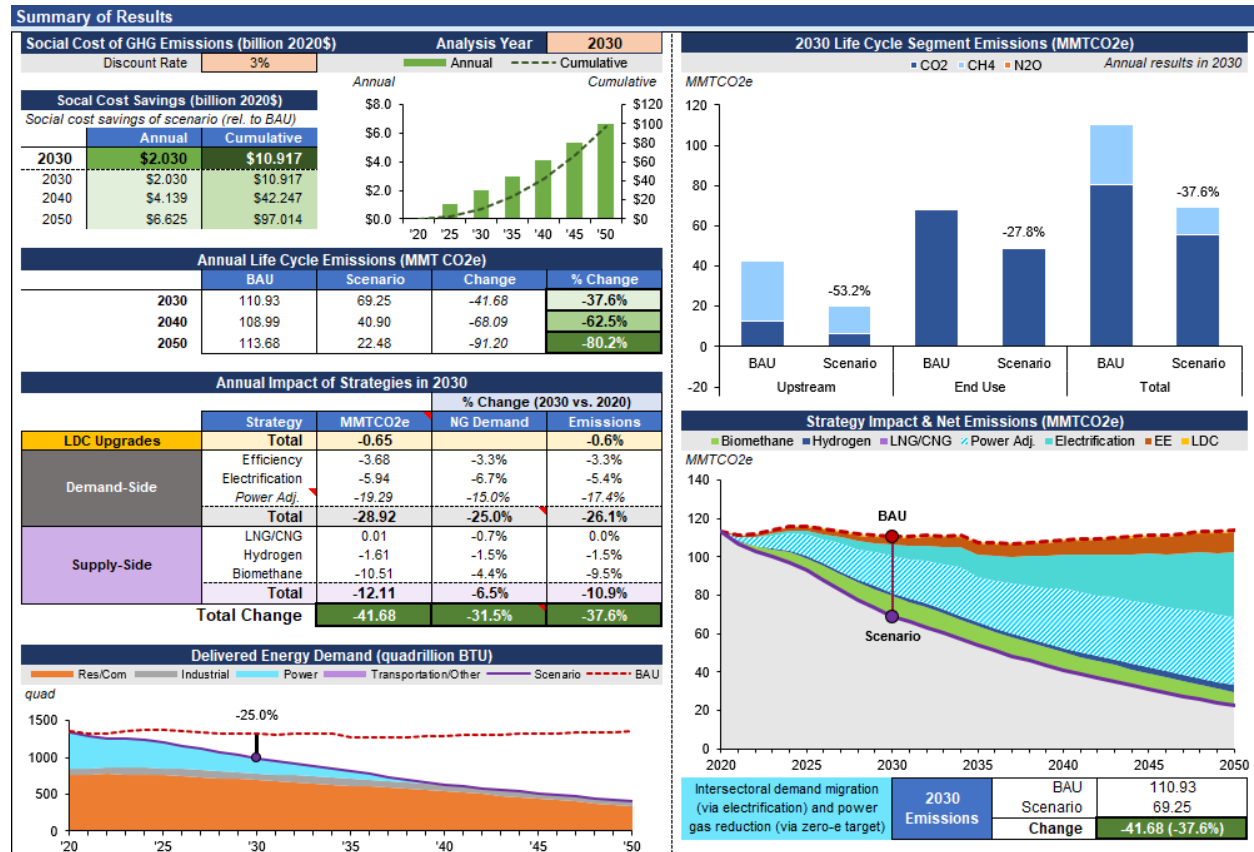 Summary of Results
Social Cost of GHG Emissions (billion 2020$) Analysis Year 2030
Discount Rate 3% Annual Cumulative
Annual Cumulative
Socal Cost Savings (billion 2020$)
Social cost savings of scenario (rel. to BAU)
Annual Cumulative
2030 $2.030 $10.917
2030 $2.030 $10.917
2040 $4.139 $42.247
2050 $6.625 $97.014
$8.0 $120
$100
$6.0 $80
$4.0 $60
$40
$2.0 $20
$0.0 $0
'20 '25 '30 '35 '40 '45 '50
Annual Life Cycle Emissions (MMT CO2e)
BAU Scenario Change % Change
2030 110.93 69.25 -41.68 -37.6%
2040 108.99 40.90 -68.09 -62.5%
2050 113.68 22.48 -91.20 -80.2%
Annual Impact of Strategies in 2030
% Change (2030 vs. 2020)
Strategy MMTCO2e NG Demand Emissions
LDC Upgrades Total -0.65 -0.6%
Demand-Side
Efficiency -3.68 -3.3% -3.3%
Electrification -5.94 -6.7% -5.4%
Power Adj. -19.29 -15.0% -17.4%
Total -28.92 -25.0% -26.1%
Supply-Side
LNG/CNG 0.01 -0.7% 0.0%
Hydrogen -1.61 -1.5% -1.5%
Biomethane -10.51 -4.4% -9.5%
Total -12.11 -6.5% -10.9%
Total Change -41.68 -31.5% -37.6%
Delivered Energy Demand (quadrillion BTU)
Res/Com Industrial Power Transportation/Other Scenario BAU
quad
-25.0%
1500
1000
500
0
'20 '25 '30 '35 '40 '45 '50
2030 Life Cycle Segment Emissions (MMTCO2e)
CO2 CH4 N2O Annual results in 2030
MMTCO2e
120
100
80
60
40
20
0
-20
-53.2%
-27.8%
-37.6%
BAU Scenario BAU Scenario BAU Scenario
Upstream End Use Total
Strategy Impact & Net Emissions (MMTCO2e)
Biomethane Hydrogen LNG/CNG Power Adj. Electrification EE LDC
MMTCO2e
140
120
100
80
60
40
20
0
BAU
Scenario
2020 2025 2030 2035 2040 2045 2050
Intersectoral demand migration
(via electrification) and power
gas reduction (via zero-e target)
2030
Emissions
BAU 110.93
Scenario 69.25
Change -41.68 (-37.6%)